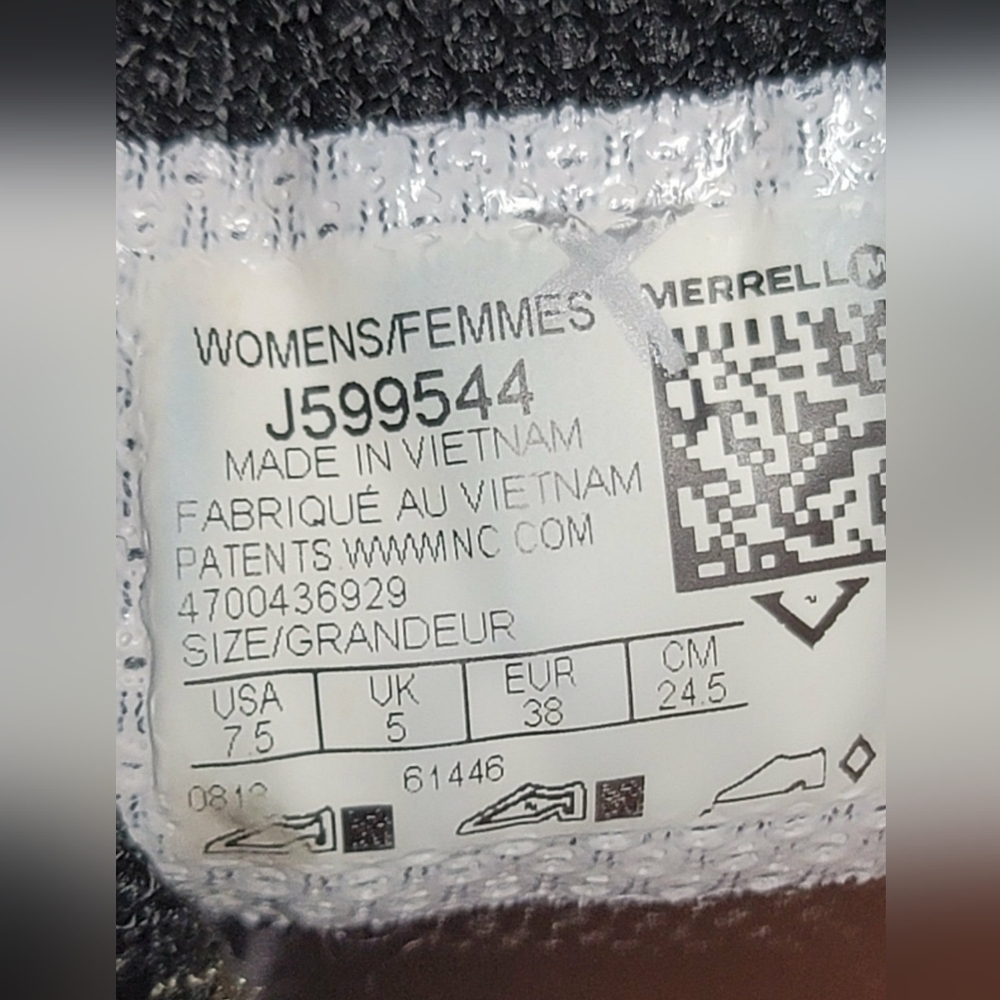 MERRELL
WOMENS/FEMMES
J599544
MADE IN VIETNAM
FABRIQUÉ AU VIETNAM
PATENTS WWW COM
4700436929
SIZE/GRANDEUR
USA UK EUR CM
7.5 5 38 24.5
61446